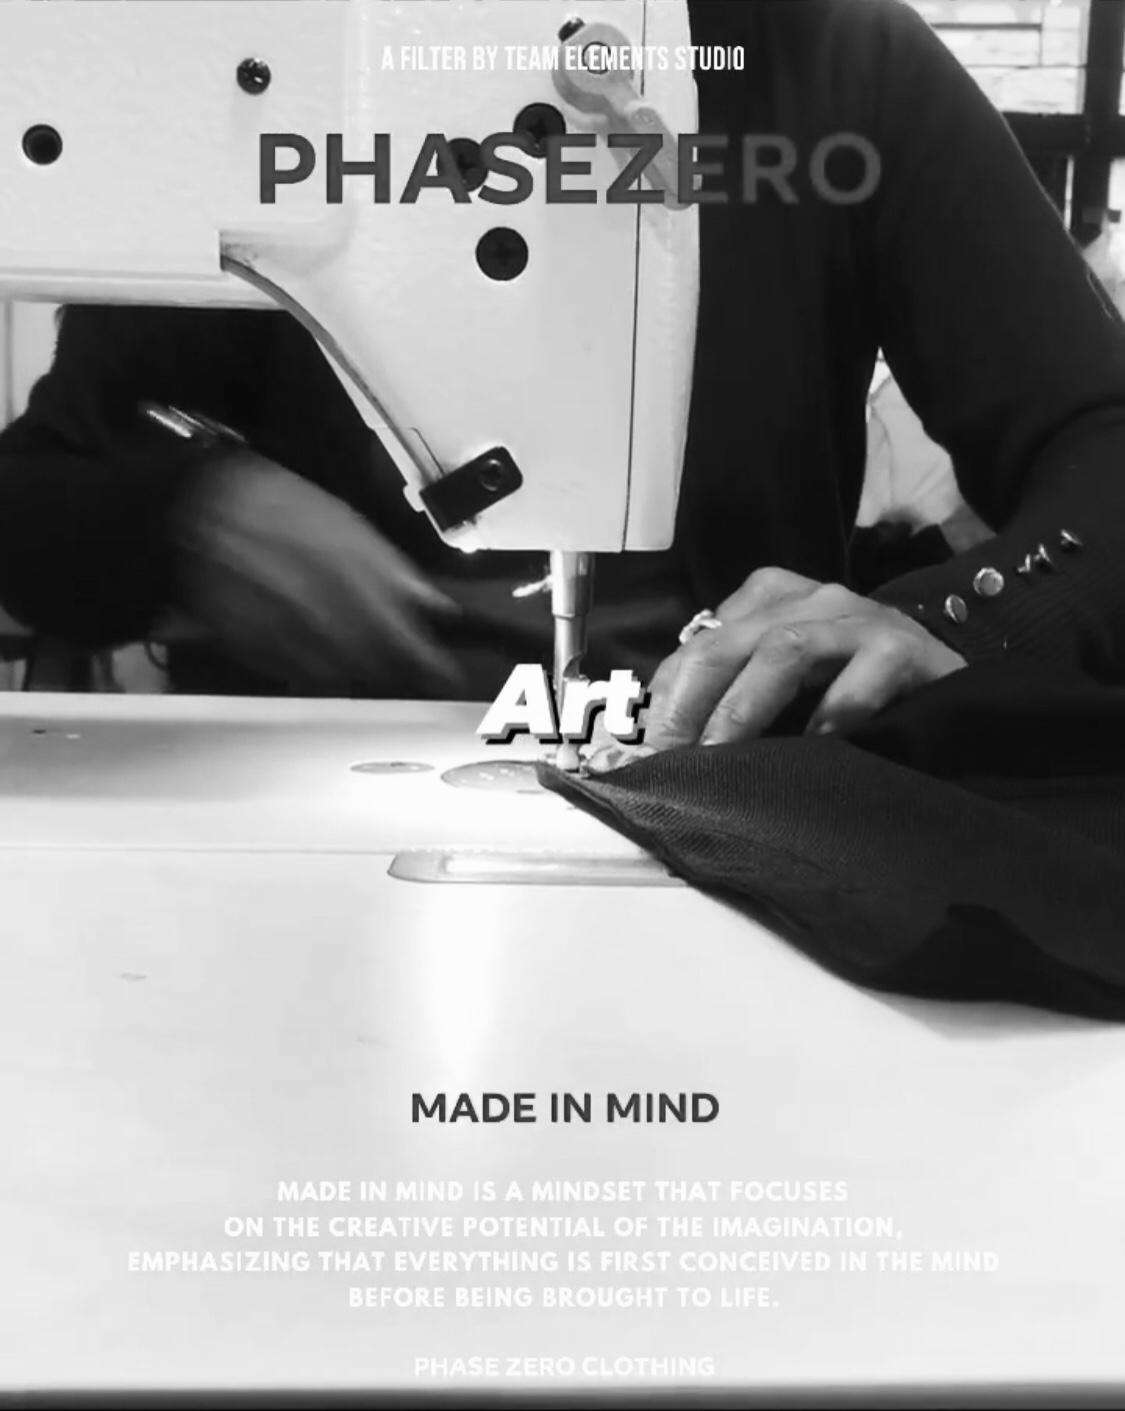 A FILTER BY TEAM ELEMENTS STUDIO
PHASEZERO
Art
MADE IN MIND
MADE IN MIND IS A MINDSET THAT FOCUSES
ON THE CREATIVE POTENTIAL OF THE IMAGINATION,
EMPHASIZING THAT EVERYTHING IS FIRST CONCEIVED IN THE MIND
BEFORE BEING BROUGHT TO LIFE.
PHASE ZERO CLOTHING